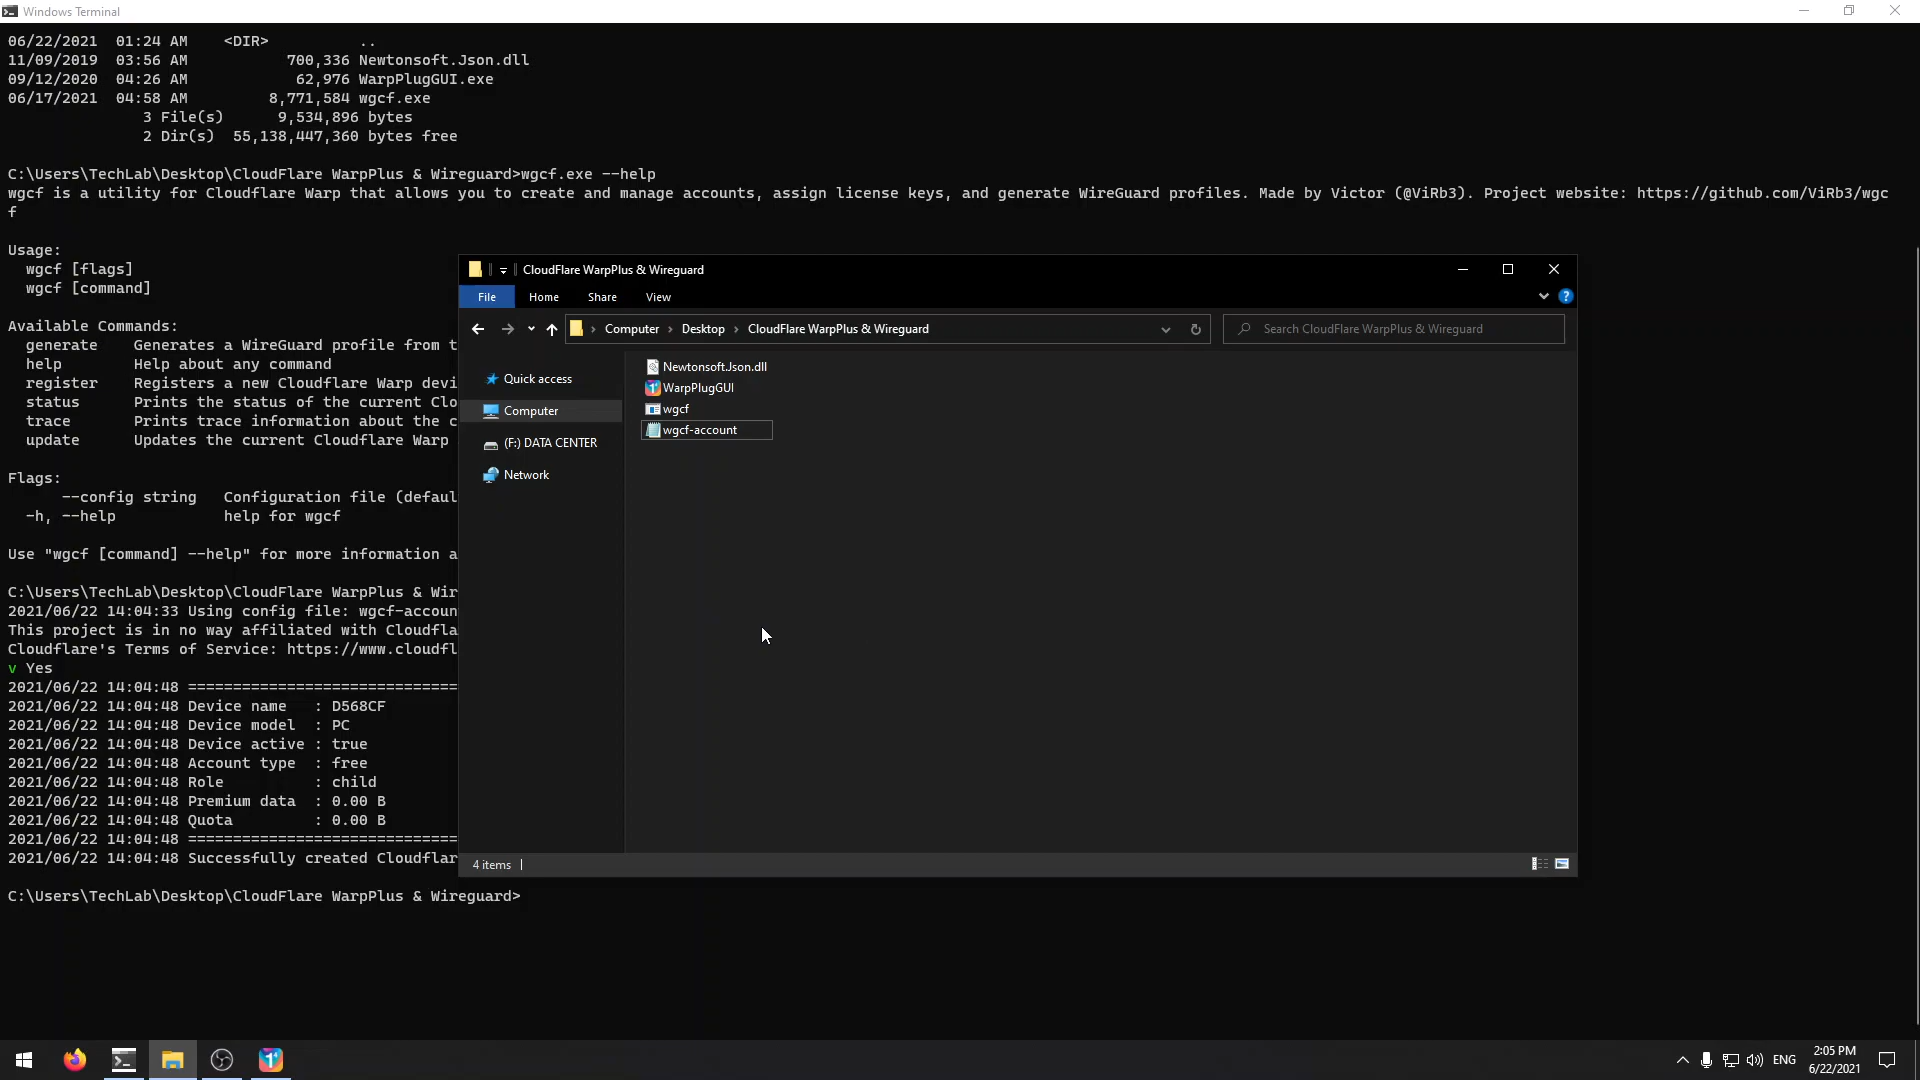 Windows Terminal
06/22/2021  01:24 AM    <DIR>          ..
11/09/2019  03:56 AM           700,336 Newtonsoft.Json.dll
09/12/2020  04:26 AM            62,976 WarpPlugGUI.exe
06/17/2021  04:58 AM         8,771,584 wgcf.exe
3 File(s)      9,534,896 bytes
2 Dir(s)  55,138,447,360 bytes free
C:\Users\TechLab\Desktop\CloudFlare WarpPlus & Wireguard>wgcf.exe --help
wgcf is a utility for Cloudflare Warp that allows you to create and manage accounts, assign license keys, and generate WireGuard profiles. Made by Victor (@ViRb3). Project website: https://github.com/ViRb3/wgc
f
Usage:
wgcf [flags]
wgcf [command]
Available Commands:
generate    Generates a WireGuard profile from t
help        Help about any command
register    Registers a new Cloudflare Warp devi
status      Prints the status of the current Clo
trace       Prints trace information about the c
update      Updates the current Cloudflare Warp
Flags:
--config string   Configuration file (defaul
-h, --help            help for wgcf
Use "wgcf [command] --help" for more information a
C:\Users\TechLab\Desktop\CloudFlare WarpPlus & Wir
2021/06/22 14:04:33 Using config file: wgcf-accoun
This project is in no way affiliated with Cloudfla
Cloudflare's Terms of Service: https://www.cloudfl
v Yes
2021/06/22 14:04:48 ==============================
2021/06/22 14:04:48 Device name   : D568CF
2021/06/22 14:04:48 Device model  : PC
2021/06/22 14:04:48 Device active : true
2021/06/22 14:04:48 Account type  : free
2021/06/22 14:04:48 Role          : child
2021/06/22 14:04:48 Premium data  : 0.00 B
2021/06/22 14:04:48 Quota         : 0.00 B
2021/06/22 14:04:48 ==============================
2021/06/22 14:04:48 Successfully created Cloudflar
C:\Users\TechLab\Desktop\CloudFlare WarpPlus & Wireguard>
CloudFlare WarpPlus & Wireguard
File Home Share View
Computer > Desktop > CloudFlare WarpPlus & Wireguard
Search CloudFlare WarpPlus & Wireguard
Quick access
Computer
(F:) DATA CENTER
Network
Newtonsoft.Json.dll
WarpPlugGUI
wgcf
wgcf-account
4 items
ENG
2:05 PM
6/22/2021